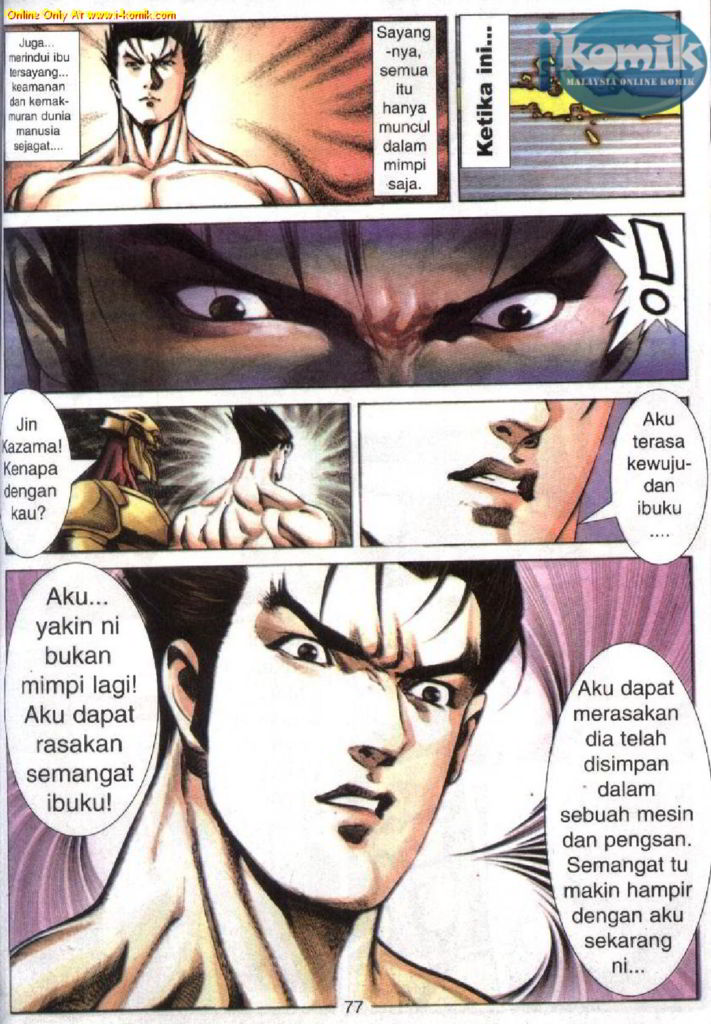 Online Only At www.i-komik.com
ikomik
MALAYSIA ONLINE KOMIK
Juga...
merindui ibu
tersayang...
keamanan
dan kemak-
muran dunia
manusia
sejagat....
Sayang
-nya,
semua
itu
hanya
muncul
dalam
mimpi
saja.
Ketika ini...
!
Jin
Kazama!
Kenapa
dengan
kau?
Aku
terasa
kewuju-
dan
ibuku
....
Aku...
yakin ni
bukan
mimpi lagi!
Aku dapat
rasakan
semangat
ibuku!
Aku dapat
merasakan
dia telah
disimpan
dalam
sebuah mesin
dan pengsan.
Semangat tu
makin hampir
dengan aku
sekarang
ni...
77